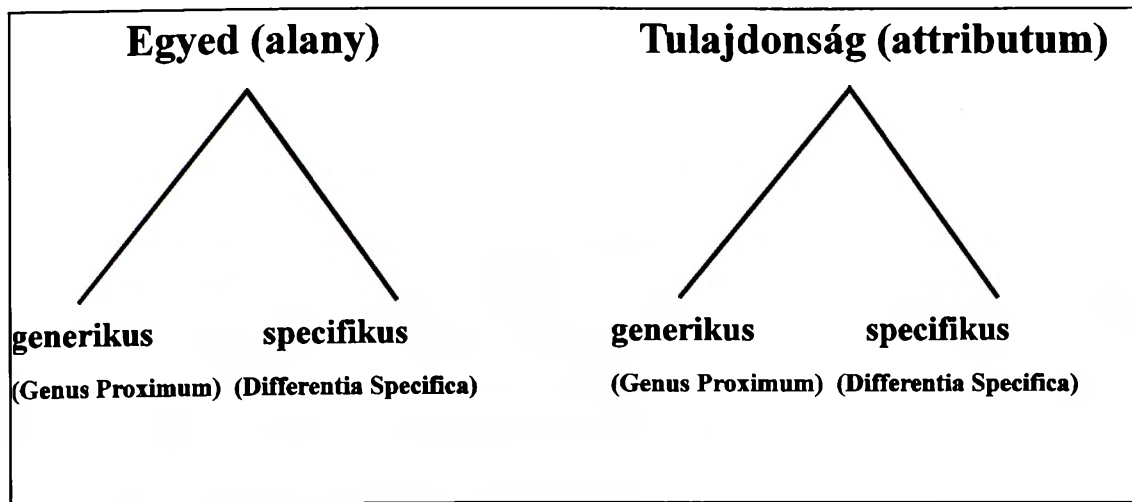 Egyed (alany) Tulajdonság (attributum)
generikus specifikus generikus specifikus
(Genus Proximum) (Differentia Specifica) (Genus Proximum) (Differentia Specifica)